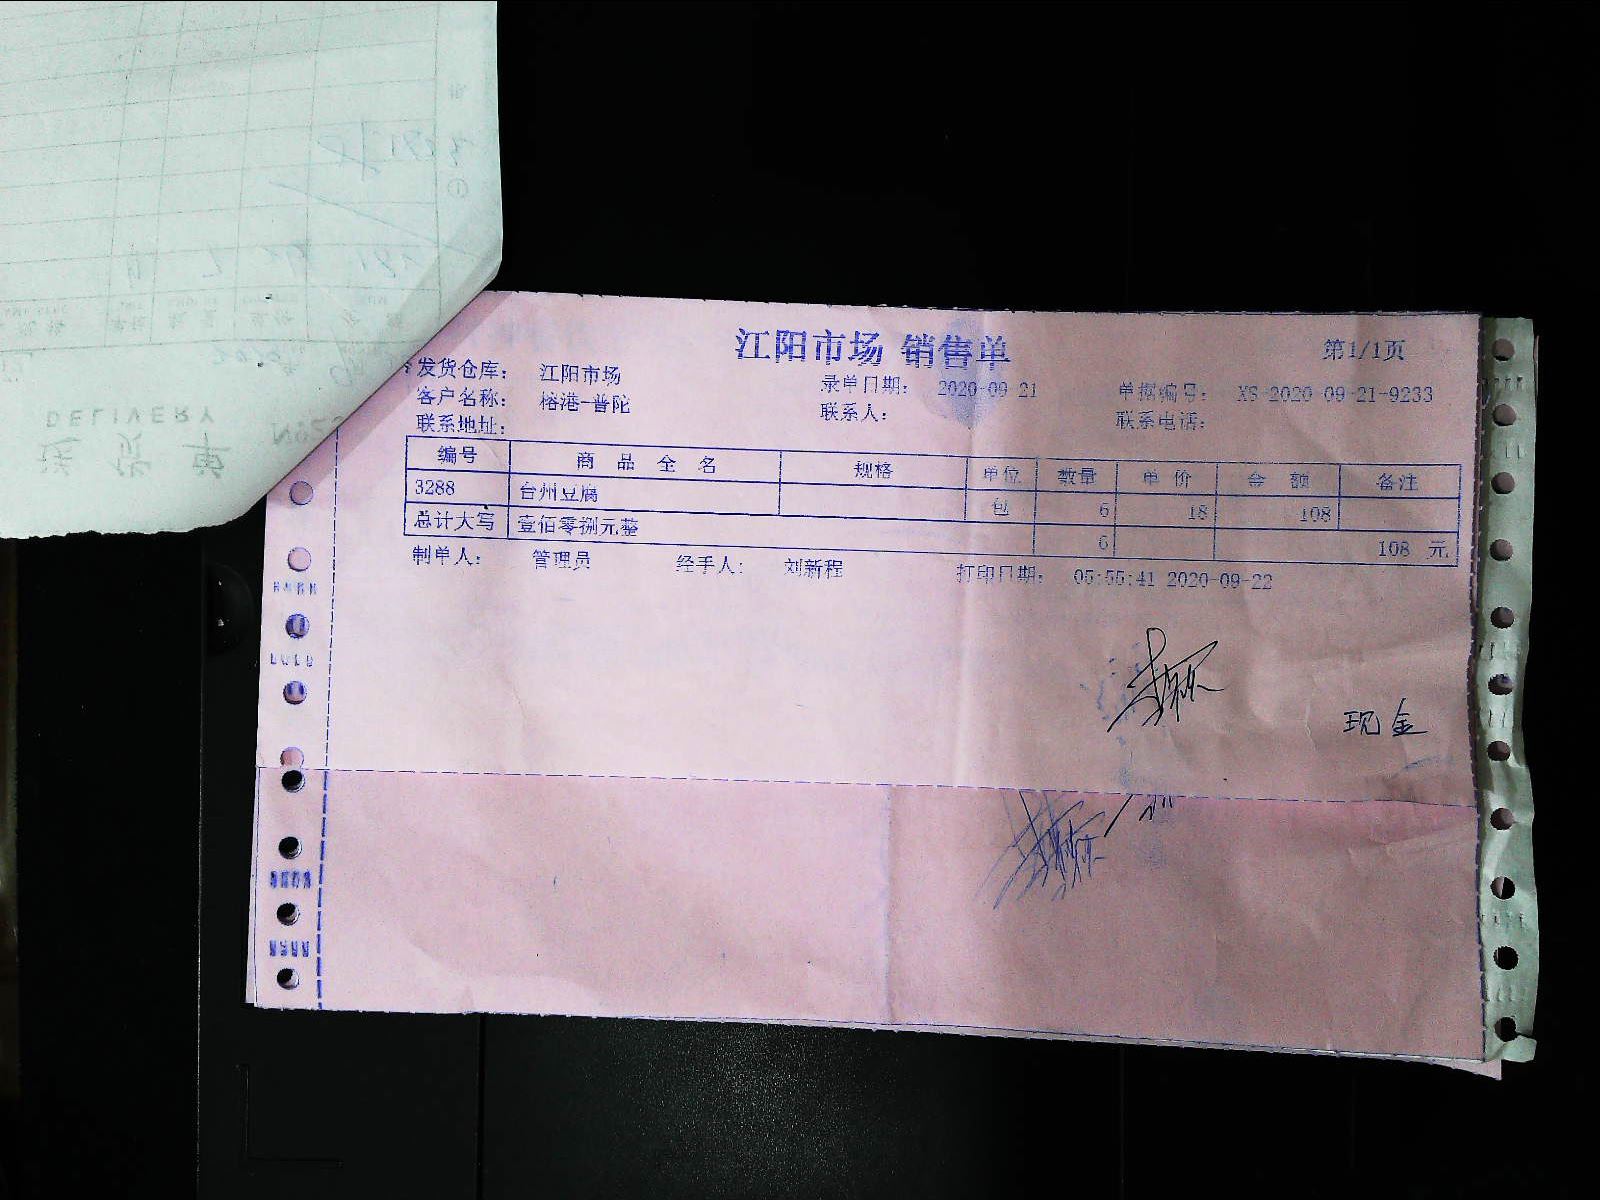 江阳市场 销售单
第1/1页
发货仓库： 江阳市场 录单日期： 2020-09-21 单据编号： XS-2020-09-21-9233
客户名称： 榕港-普陀 联系人： 联系电话：
联系地址：
编号 商品全名 规格 单位 数量 单价 金额 备注
3288 台州豆腐 包 6 18 108
总计大写 壹佰零捌元整 6 108 元
制单人： 管理员 经手人： 刘新程 打印日期： 05:55:41 2020-09-22
现金
DELIVERY
送货单